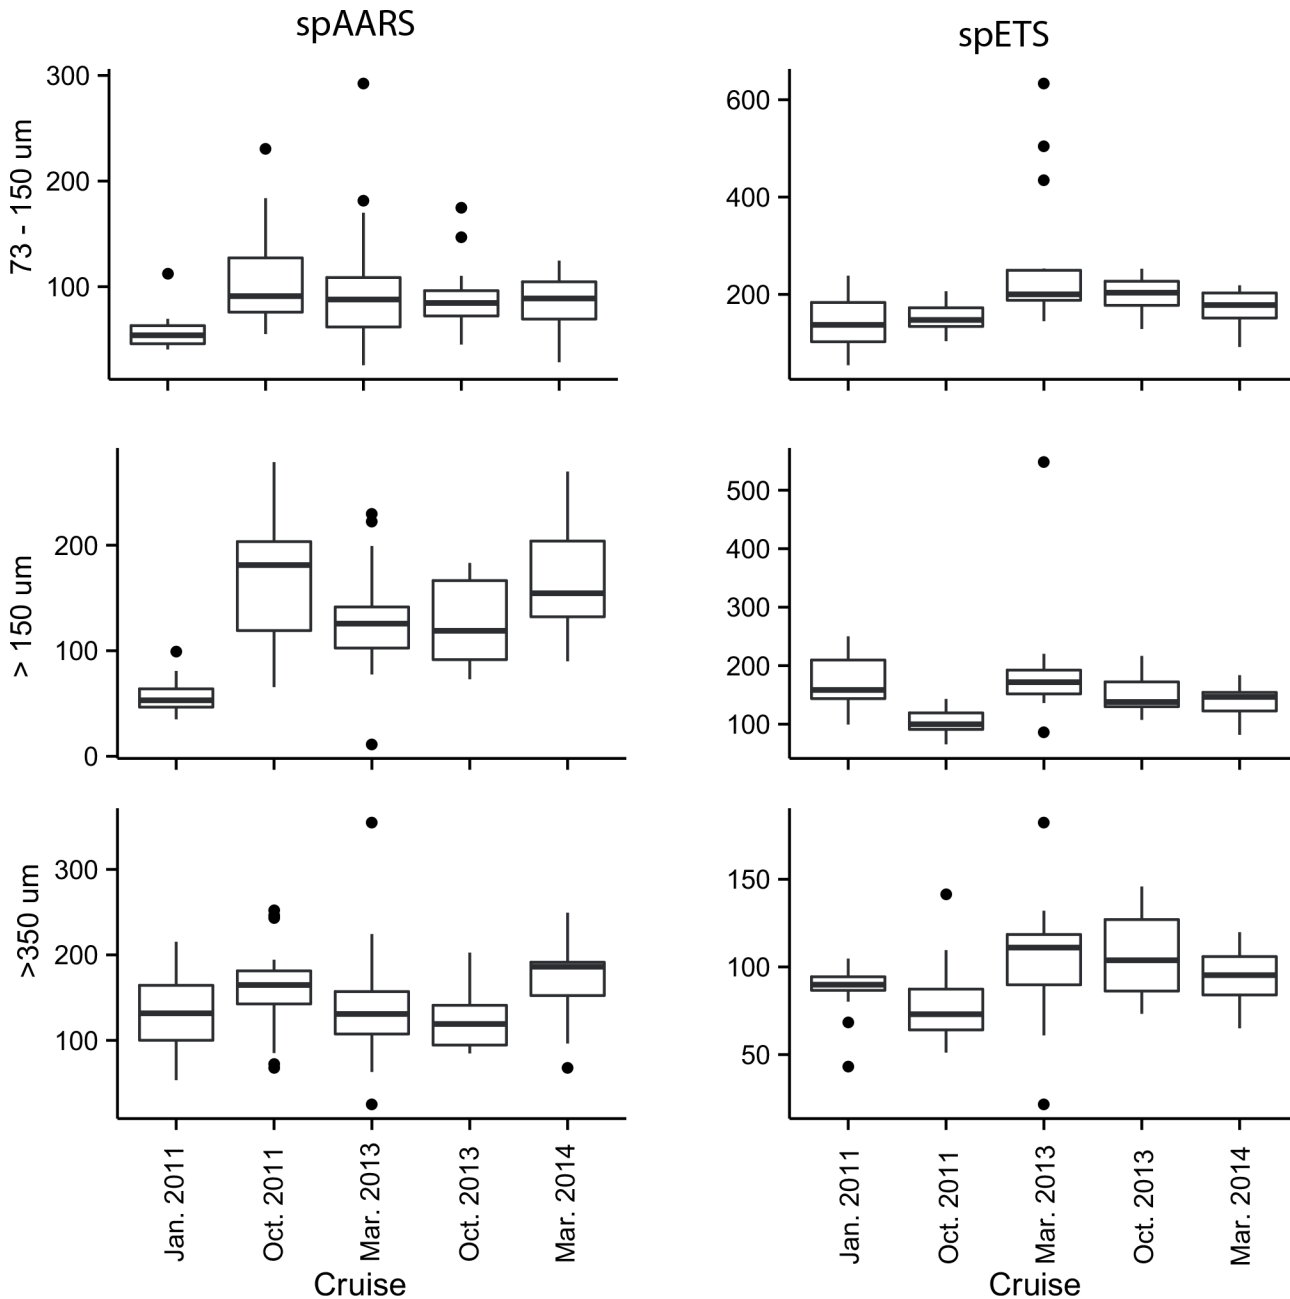 spAARS
spETS
73 - 150 um
300
200
100
600
400
200
> 150 um
200
100
0
500
400
300
200
100
>350 um
300
200
100
150
100
50
Jan. 2011
Oct. 2011
Mar. 2013
Oct. 2013
Mar. 2014
Cruise
Jan. 2011
Oct. 2011
Mar. 2013
Oct. 2013
Mar. 2014
Cruise